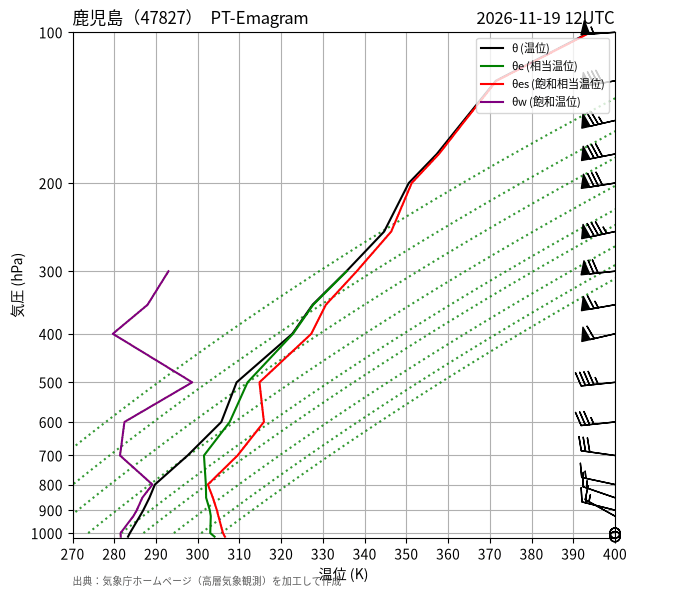 鹿児島（47827） PT-Emagram
2026-11-19 12UTC
θ (温位)
θe (相当温位)
θes (飽和相当温位)
θw (飽和温位)
気圧 (hPa)
100
200
300
400
500
600
700
800
900
1000
270 280 290 300 310 320 330 340 350 360 370 380 390 400
温位 (K)
出典：気象庁ホームページ（高層気象観測）を加工して作成